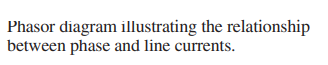 Phasor diagram illustrating the relationship
between phase and line currents.